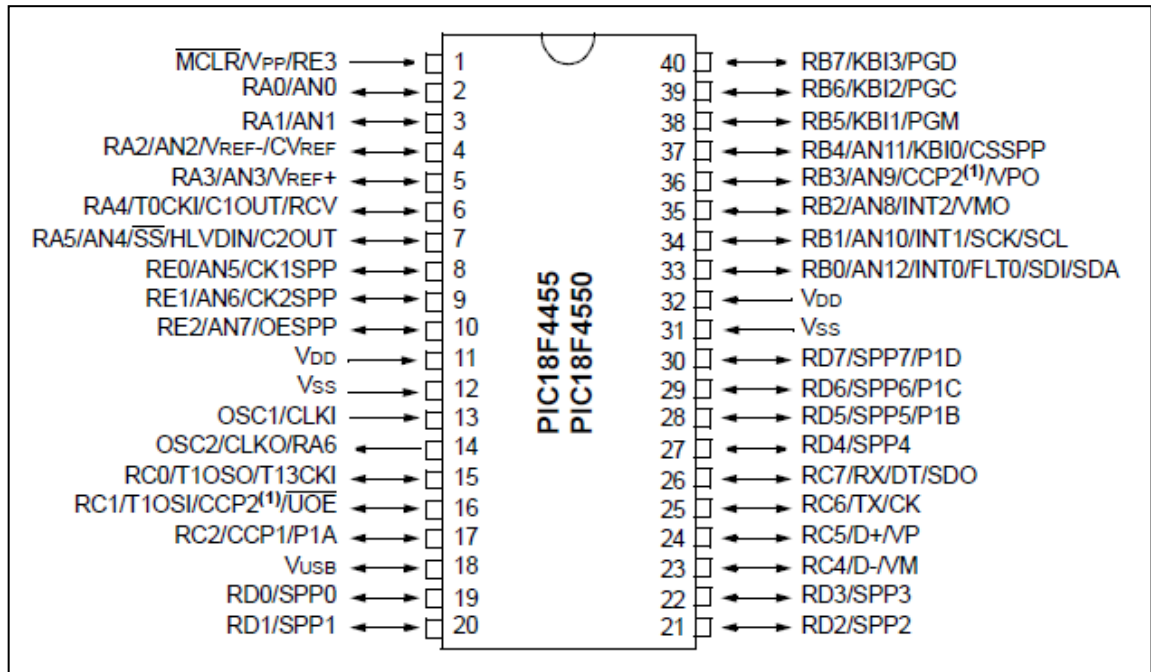 MCLR/VPP/RE3 1
RA0/AN0 2
RA1/AN1 3
RA2/AN2/VREF-/CVREF 4
RA3/AN3/VREF+ 5
RA4/T0CKI/C1OUT/RCV 6
RA5/AN4/SS/HLVDIN/C2OUT 7
RE0/AN5/CK1SPP 8
RE1/AN6/CK2SPP 9
RE2/AN7/OESPP 10
VDD 11
VSS 12
OSC1/CLKI 13
OSC2/CLKO/RA6 14
RC0/T1OSO/T13CKI 15
RC1/T1OSI/CCP2(1)/UOE 16
RC2/CCP1/P1A 17
VUSB 18
RD0/SPP0 19
RD1/SPP1 20
PIC18F4455
PIC18F4550
40 RB7/KBI3/PGD
39 RB6/KBI2/PGC
38 RB5/KBI1/PGM
37 RB4/AN11/KBI0/CSSPP
36 RB3/AN9/CCP2(1)/VPO
35 RB2/AN8/INT2/VMO
34 RB1/AN10/INT1/SCK/SCL
33 RB0/AN12/INT0/FLT0/SDI/SDA
32 VDD
31 VSS
30 RD7/SPP7/P1D
29 RD6/SPP6/P1C
28 RD5/SPP5/P1B
27 RD4/SPP4
26 RC7/RX/DT/SDO
25 RC6/TX/CK
24 RC5/D+/VP
23 RC4/D-/VM
22 RD3/SPP3
21 RD2/SPP2